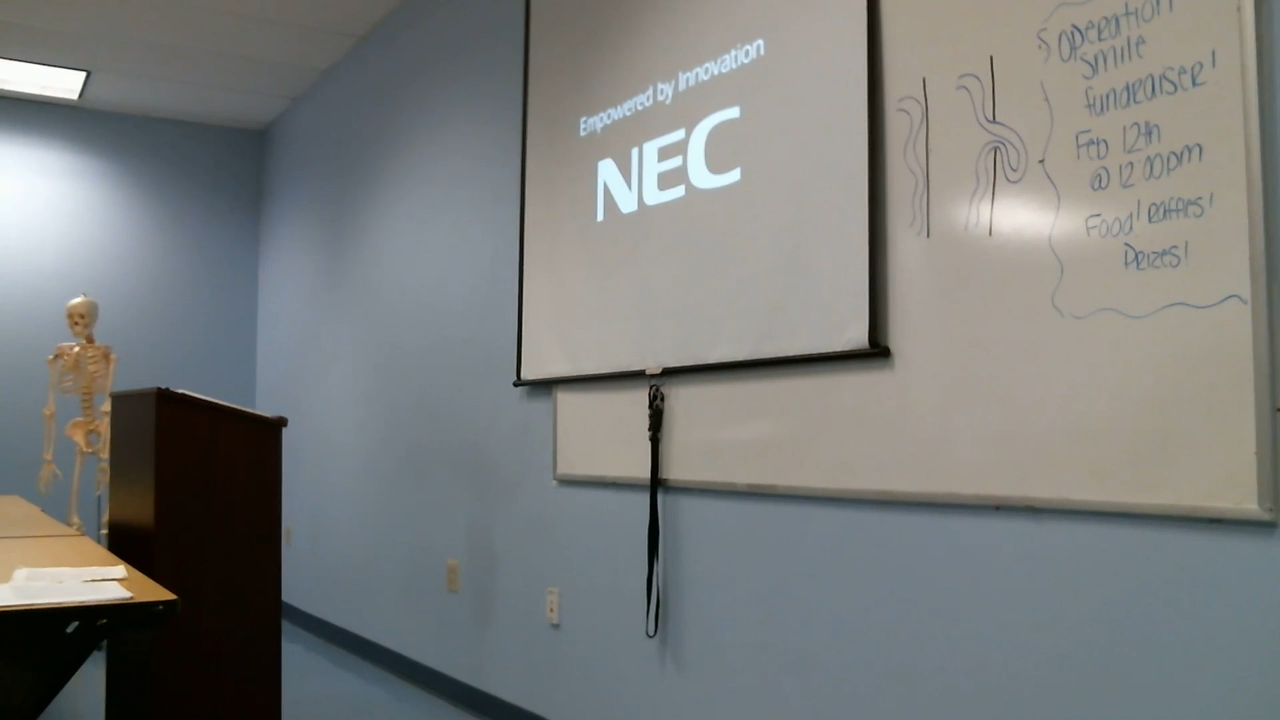 Empowered by Innovation
NEC
Operation
Smile
fundraiser!
Feb 12th
@ 12:00pm
Food! Raffles!
Prizes!